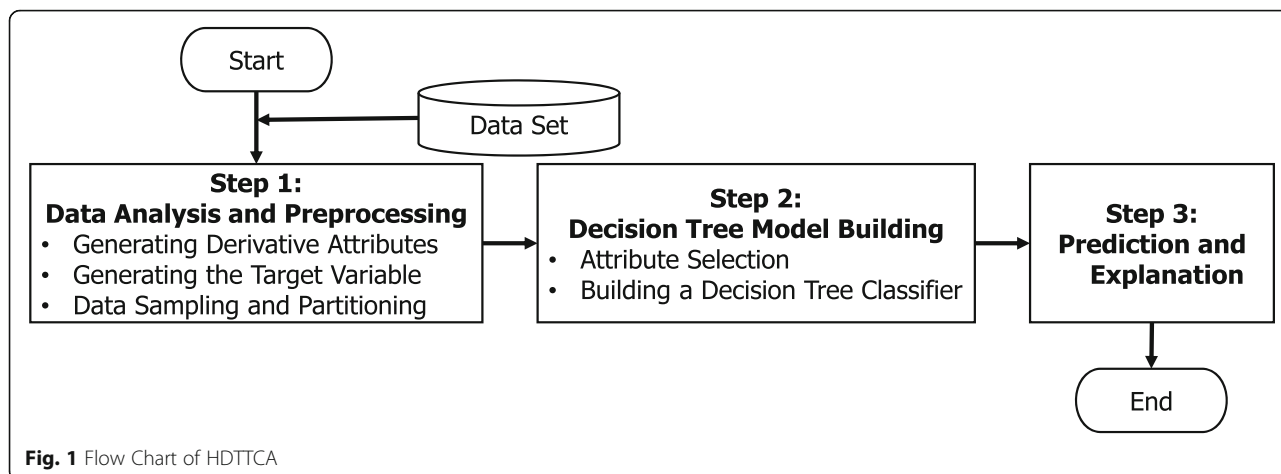 Start
Data Set
Step 1:
Data Analysis and Preprocessing
• Generating Derivative Attributes
• Generating the Target Variable
• Data Sampling and Partitioning
Step 2:
Decision Tree Model Building
• Attribute Selection
• Building a Decision Tree Classifier
Step 3:
Prediction and
Explanation
End
Fig. 1 Flow Chart of HDTTCA